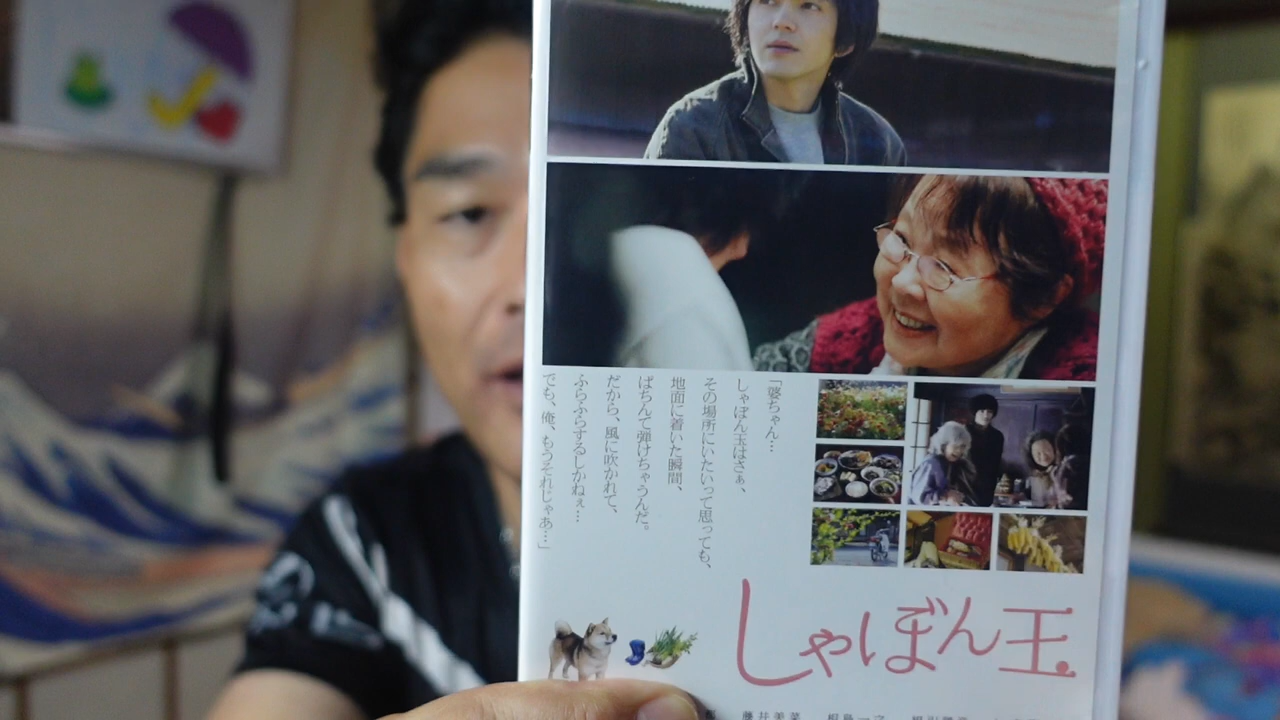 「婆ちゃん…
しゃぼん玉はさぁ、
その場所にいたいって思っても、
地面に着いた瞬間、
ぱちんて弾けちゃうんだ。
だから、風に吹かれて、
ふらふらするしかねぇ…
でも、俺、もうそれじゃあ…」
しゃぼん玉
藤井美菜